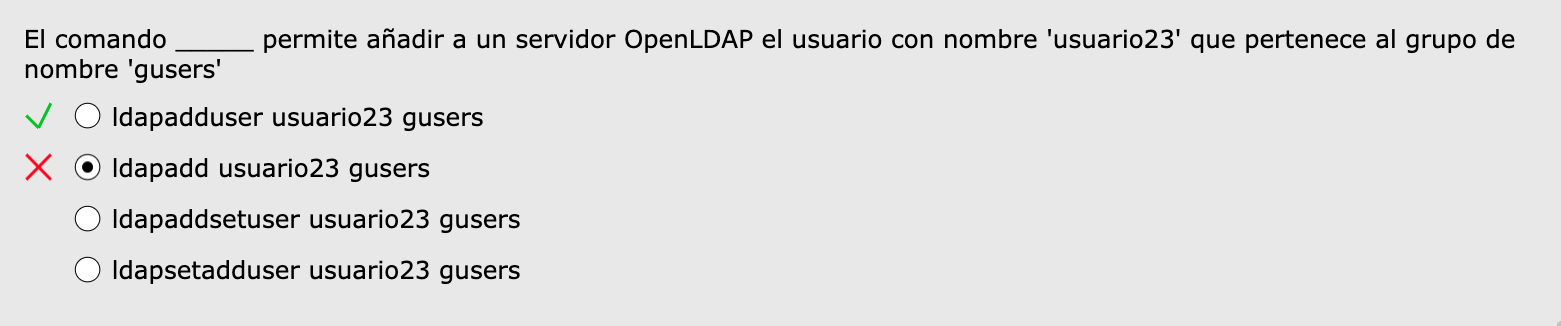 El comando ______ permite añadir a un servidor OpenLDAP el usuario con nombre 'usuario23' que pertenece al grupo de
nombre 'gusers'
ldapadduser usuario23 gusers
ldapadd usuario23 gusers
ldapaddsetuser usuario23 gusers
ldapsetadduser usuario23 gusers